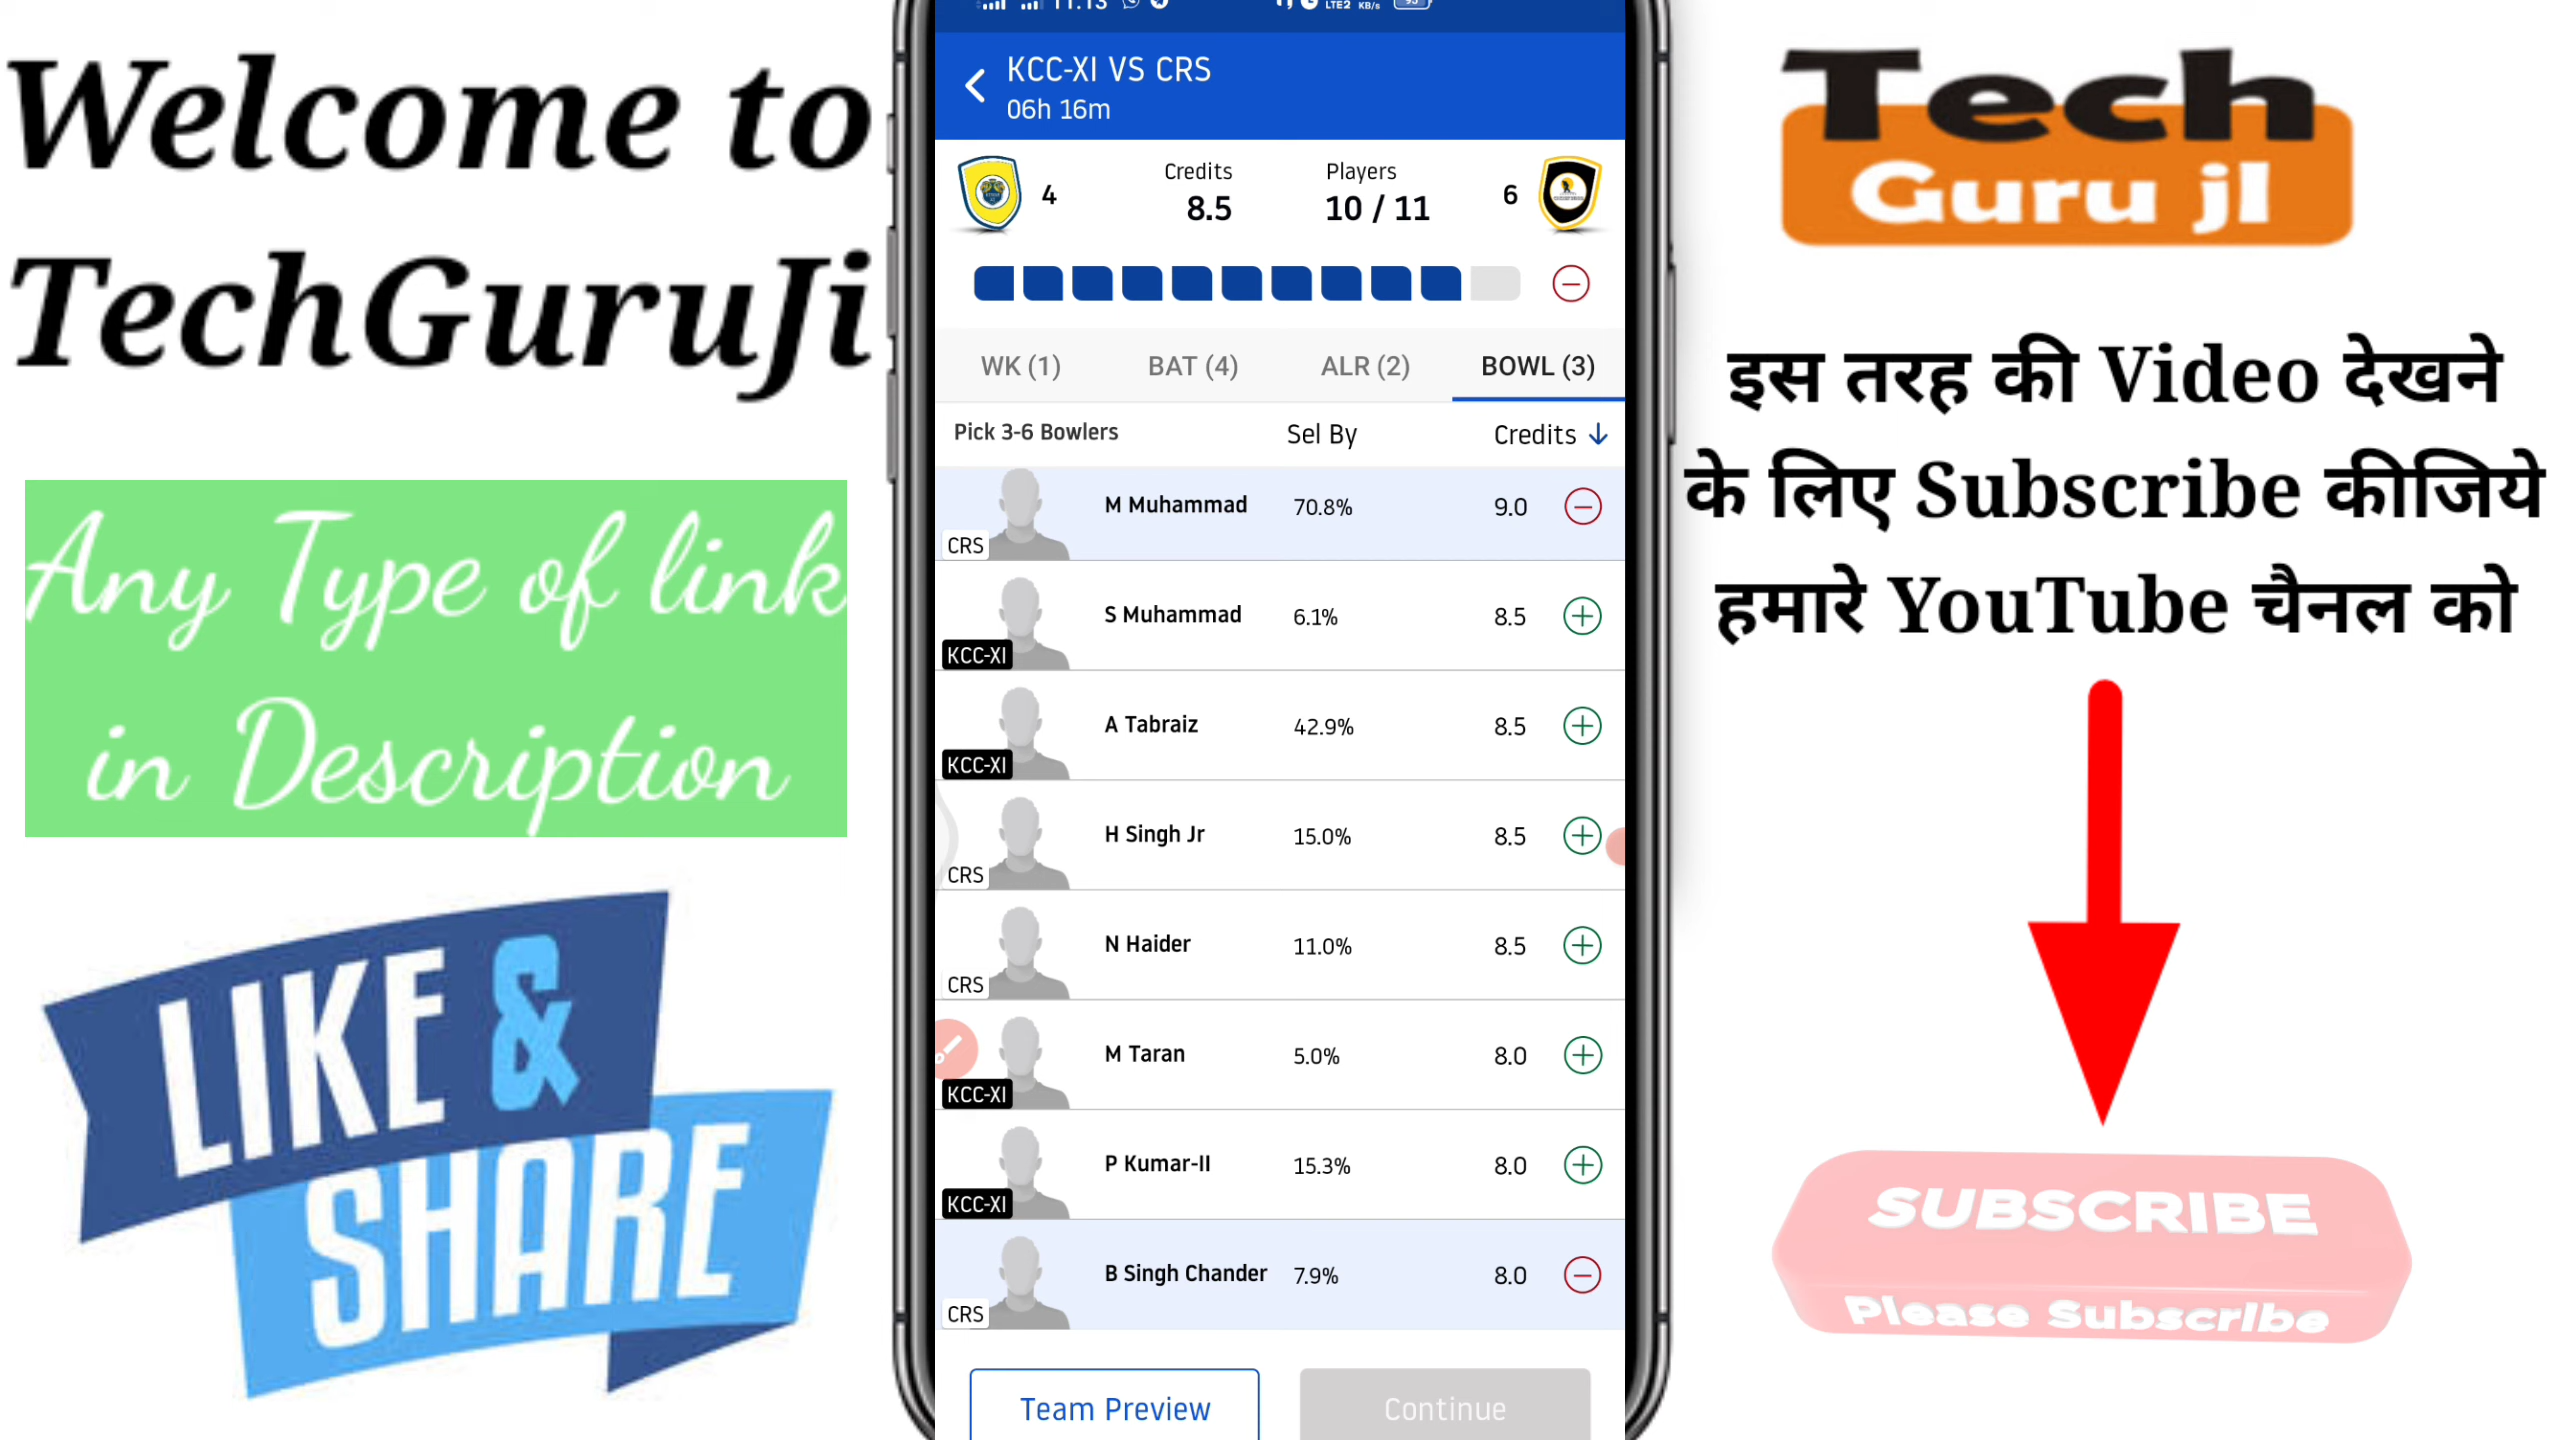 Welcome to
TechGuruJi
Any Type of link
in Description
LIKE &
SHARE
11:13
LTE2 KB/s 93
KCC-XI VS CRS
06h 16m
4
Credits
8.5
Players
10 / 11
6
WK (1) BAT (4) ALR (2) BOWL (3)
Pick 3-6 Bowlers Sel By Credits
CRS M Muhammad 70.8% 9.0
KCC-XI S Muhammad 6.1% 8.5
KCC-XI A Tabraiz 42.9% 8.5
CRS H Singh Jr 15.0% 8.5
CRS N Haider 11.0% 8.5
KCC-XI M Taran 5.0% 8.0
KCC-XI P Kumar-II 15.3% 8.0
CRS B Singh Chander 7.9% 8.0
Team Preview Continue
Tech
Guru jI
इस तरह की Video देखने
के लिए Subscribe कीजिये
हमारे YouTube चैनल को
SUBSCRIBE
Please Subscribe